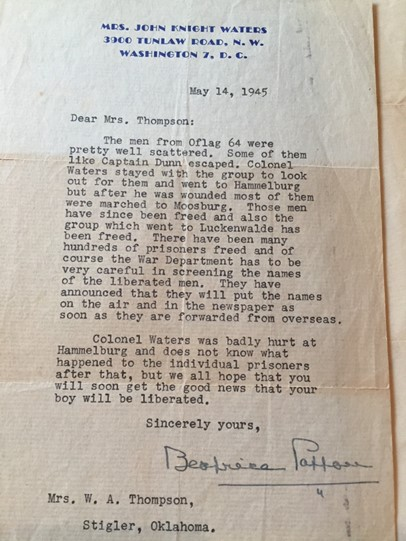 MRS. JOHN KNIGHT WATERS
3900 TUNLAW ROAD, N. W.
WASHINGTON 7, D. C.
May 14, 1945
Dear Mrs. Thompson:
The men from Oflag 64 were
pretty well scattered. Some of them
like Captain Dunn escaped. Colonel
Waters stayed with the group to look
out for them and went to Hammelburg
but after he was wounded most of them
were marched to Moosburg. Those men
have since been freed and also the
group which went to Luckenwalde has
been freed. There have been many
hundreds of prisoners freed and of
course the War Department has to be
very careful in screening the names
of the liberated men. They have
announced that they will put the names
on the air and in the newspaper as
soon as they are forwarded from overseas.
Colonel Waters was badly hurt at
Hammelburg and does not know what
happened to the individual prisoners
after that, but we all hope that you
will soon get the good news that your
boy will be liberated.
Sincerely yours,
Beatrice Patton
Mrs. W. A. Thompson,
Stigler, Oklahoma.